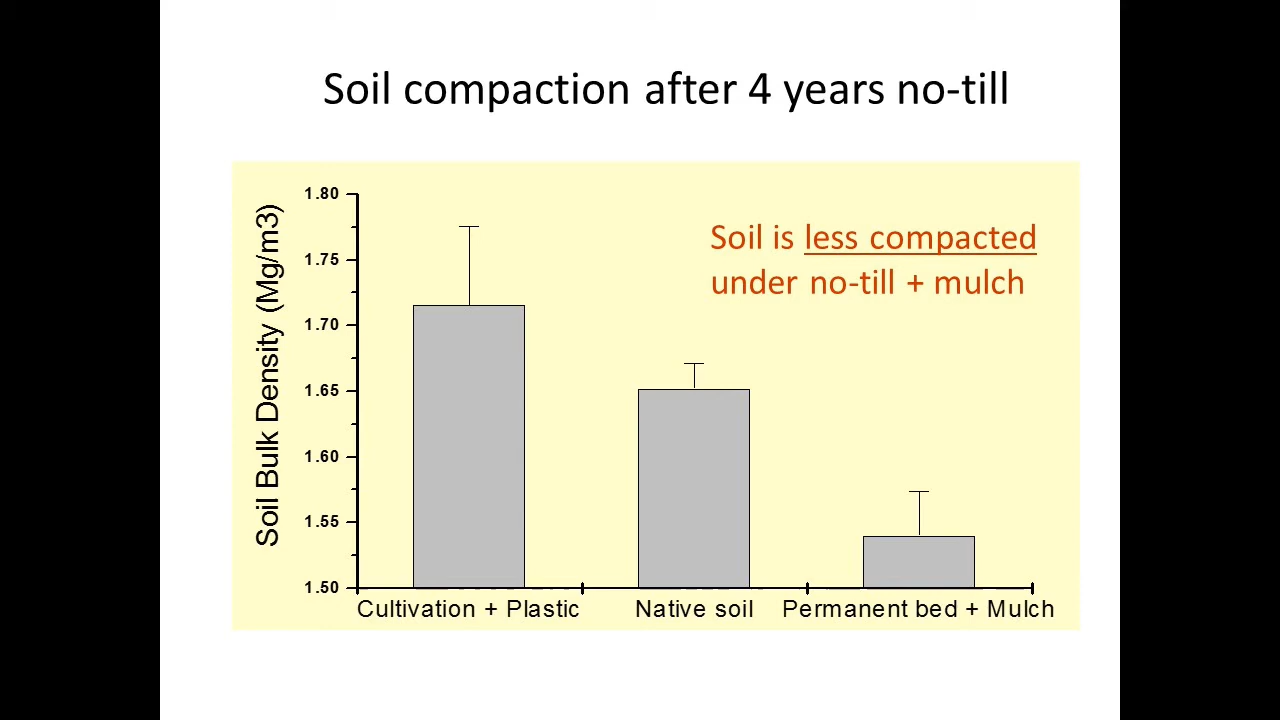 Soil compaction after 4 years no-till
Soil is less compacted
under no-till + mulch
Soil Bulk Density (Mg/m3)
1.80
1.75
1.70
1.65
1.60
1.55
1.50
Cultivation + Plastic
Native soil
Permanent bed + Mulch